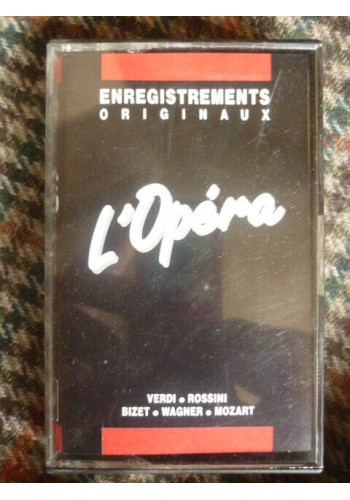 ENREGISTREMENTS
ORIGINAUX
L'Opéra
VERDI • ROSSINI
BIZET • WAGNER • MOZART